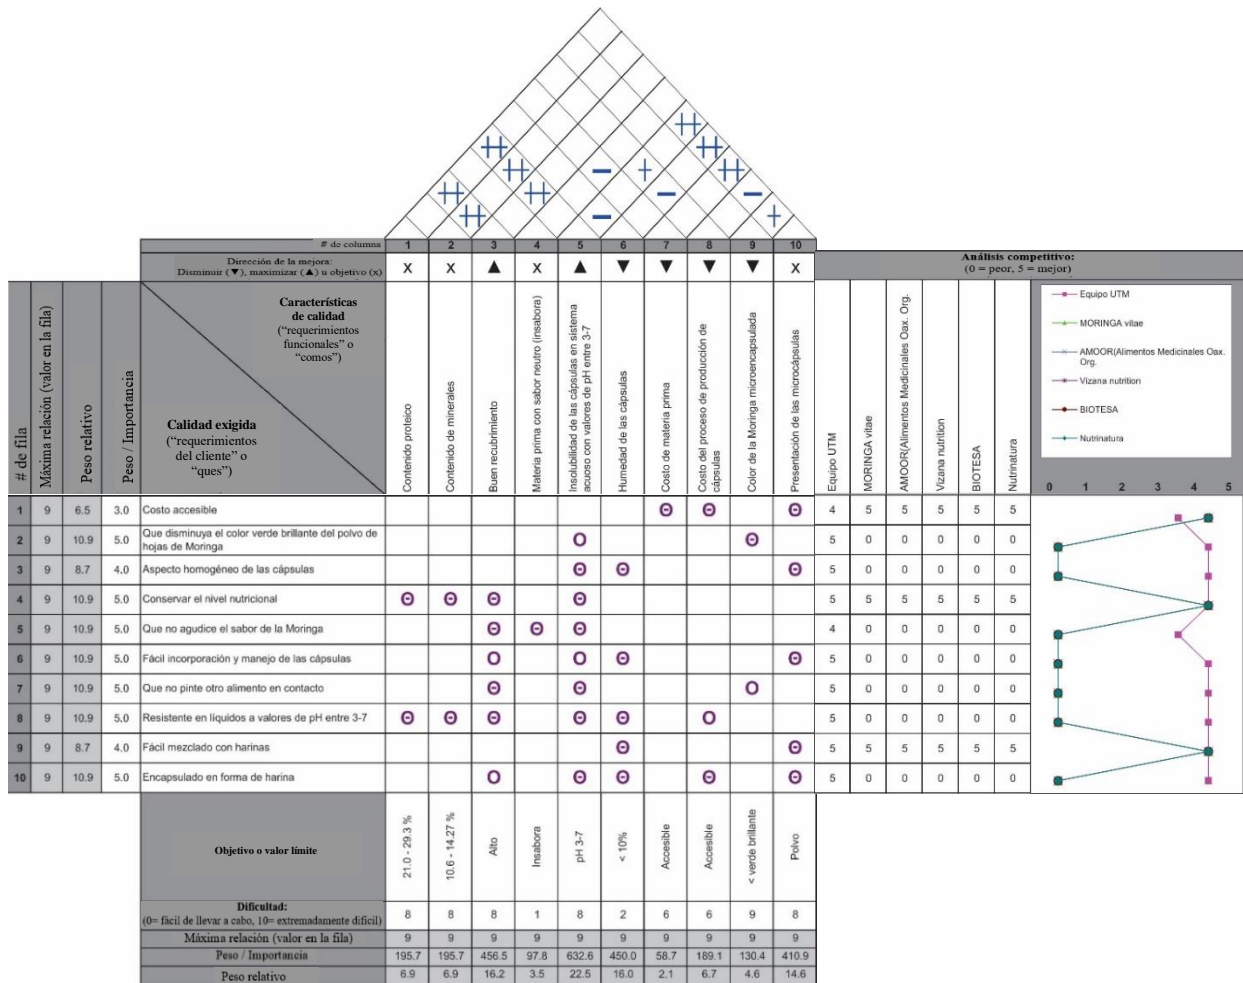 # de columna 1 2 3 4 5 6 7 8 9 10
Dirección de la mejora:
Disminuir (▼), maximizar (▲) u objetivo (x)
X X ▲ X ▲ ▼ ▼ ▼ ▼ X
Análisis competitivo:
(0 = peor, 5 = mejor)
# de fila
Máxima relación (valor en la fila)
Peso relativo
Peso / Importancia
Características
de calidad
(“requerimientos
funcionales” o
“comos”)
Calidad exigida
(“requerimientos
del cliente” o
“ques”)
Contenido proteico
Contenido de minerales
Buen recubrimiento
Materia prima con sabor neutro (insabora)
Insolubilidad de las cápsulas en sistema
acuoso con valores de pH entre 3-7
Humedad de las cápsulas
Costo de materia prima
Costo del proceso de producción de
cápsulas
Color de la Moringa microencapsulada
Presentación de las microcápsulas
Equipo UTM
MORINGA vitae
AMOOR(Alimentos Medicinales Oax. Org.
Vizana nutrition
BIOTESA
Nutrinatura
Equipo UTM
MORINGA vitae
AMOOR(Alimentos Medicinales Oax.
Org.
Vizana nutrition
BIOTESA
Nutrinatura
0 1 2 3 4 5
1 9 6.5 3.0 Costo accesible Θ Θ Θ 4 5 5 5 5 5
2 9 10.9 5.0 Que disminuya el color verde brillante del polvo de
hojas de Moringa O Θ 5 0 0 0 0 0
3 9 8.7 4.0 Aspecto homogéneo de las cápsulas Θ Θ Θ 5 0 0 0 0 0
4 9 10.9 5.0 Conservar el nivel nutricional Θ Θ Θ Θ 5 5 5 5 5 5
5 9 10.9 5.0 Que no agudice el sabor de la Moringa Θ Θ Θ 4 0 0 0 0 0
6 9 10.9 5.0 Fácil incorporación y manejo de las cápsulas O O Θ Θ 5 0 0 0 0 0
7 9 10.9 5.0 Que no pinte otro alimento en contacto Θ Θ O 5 0 0 0 0 0
8 9 10.9 5.0 Resistente en líquidos a valores de pH entre 3-7 Θ Θ Θ Θ Θ O 5 0 0 0 0 0
9 9 8.7 4.0 Fácil mezclado con harinas Θ Θ 5 5 5 5 5 5
10 9 10.9 5.0 Encapsulado en forma de harina O Θ Θ Θ Θ 5 0 0 0 0 0
Objetivo o valor límite
21.0 - 29.3 %
10.6 - 14.27 %
Alto
Insabora
pH 3-7
< 10%
Accesible
Accesible
< verde brillante
Polvo
Dificultad:
(0= fácil de llevar a cabo, 10= extremadamente difícil)
8 8 8 1 8 2 6 6 9 8
Máxima relación (valor en la fila) 9 9 9 9 9 9 9 9 9 9
Peso / Importancia 195.7 195.7 456.5 97.8 632.6 450.0 58.7 189.1 130.4 410.9
Peso relativo 6.9 6.9 16.2 3.5 22.5 16.0 2.1 6.7 4.6 14.6